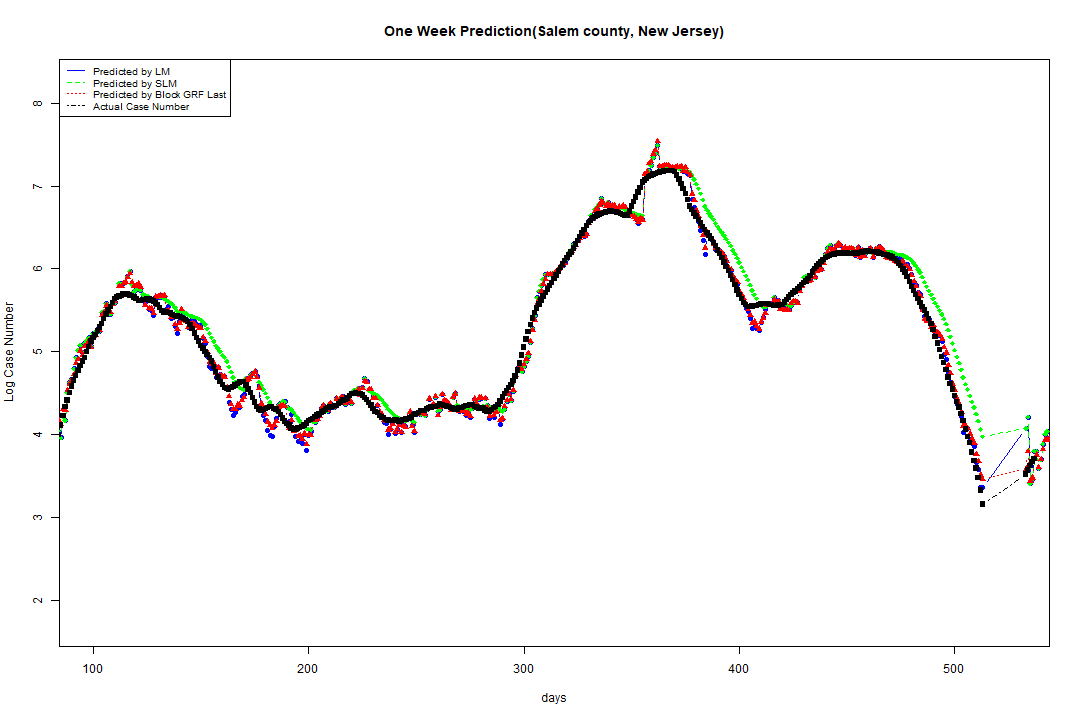 One Week Prediction(Salem county, New Jersey)
Predicted by LM
Predicted by SLM
Predicted by Block GRF Last
Actual Case Number
8
7
6
5
4
3
2
Log Case Number
100 200 300 400 500
days